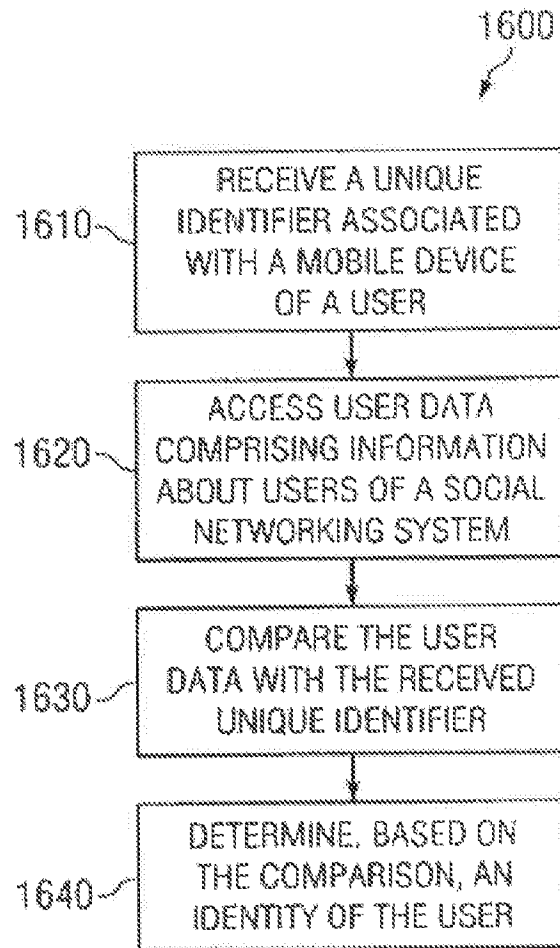 1600
1610
RECEIVE A UNIQUE
IDENTIFIER ASSOCIATED
WITH A MOBILE DEVICE
OF A USER
1620
ACCESS USER DATA
COMPRISING INFORMATION
ABOUT USERS OF A SOCIAL
NETWORKING SYSTEM
1630
COMPARE THE USER
DATA WITH THE RECEIVED
UNIQUE IDENTIFIER
1640
DETERMINE, BASED ON
THE COMPARISON, AN
IDENTITY OF THE USER